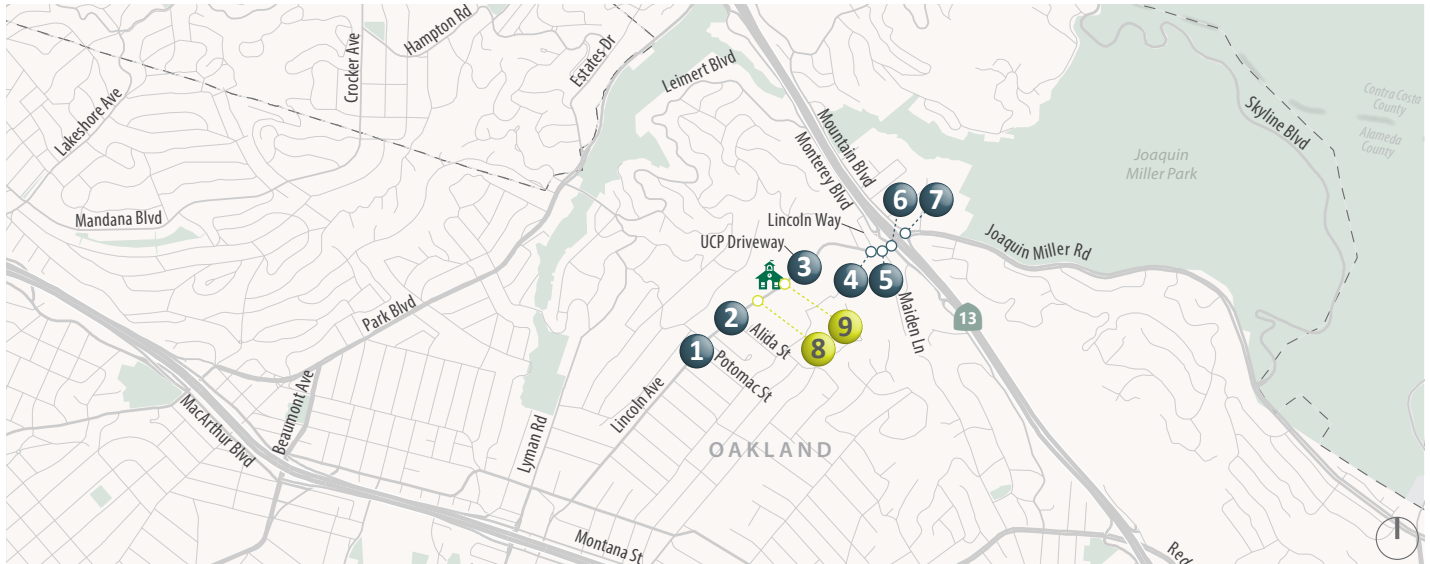 Hampton Rd
Crocker Ave
Estates Dr
Leimert Blvd
Lakeshore Ave
Mountain Blvd
Monterey Blvd
Skyline Blvd
Contra Costa
County
Alameda
County
Joaquin
Miller Park
Mandana Blvd
Lincoln Way
6
7
UCP Driveway
Joaquin Miller Rd
3
4
5
Maiden Ln
13
2
9
8
Alida St
1
Potomac St
Park Blvd
Lincoln Ave
Beaumont Ave
MacArthur Blvd
Lyman Rd
OAKLAND
Montana St
Red